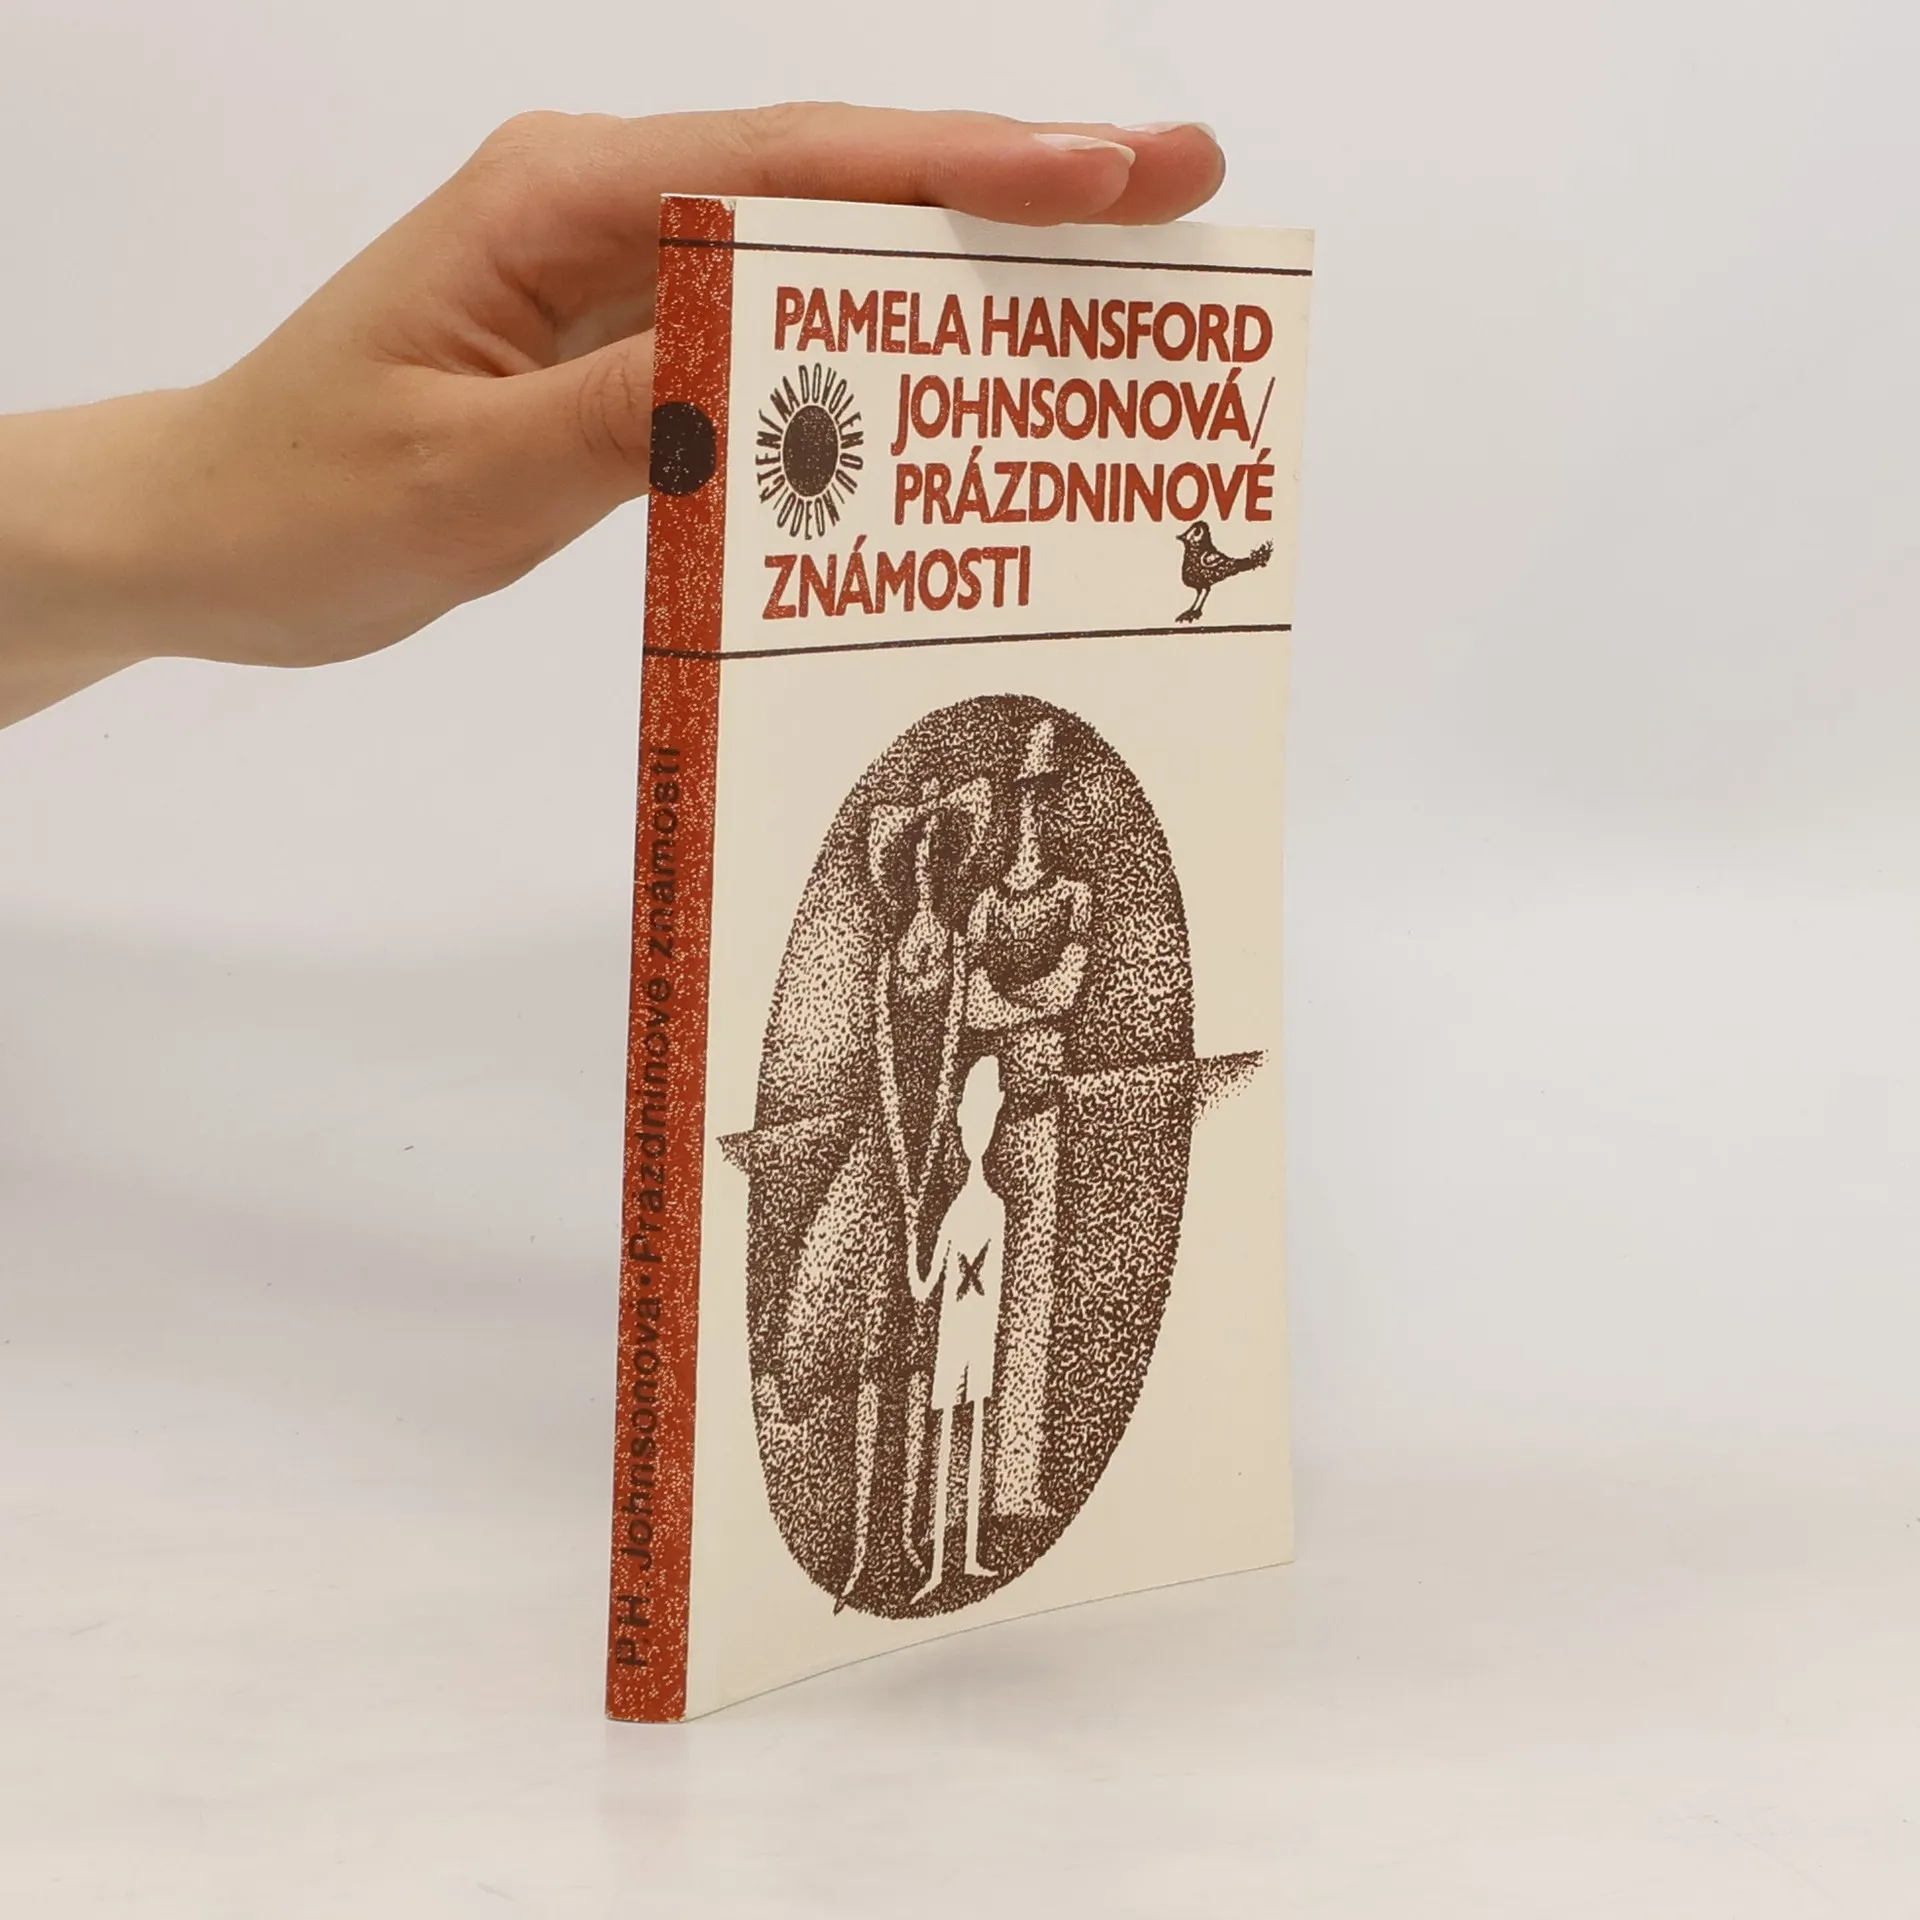 PAMELA HANSFORD
JOHNSONOVÁ/
PRÁZDNINOVÉ
ZNÁMOSTI
ČTENÍ NA DOVOLENOU/ODEON
P.H. Johnsonová • Prázdninové známosti